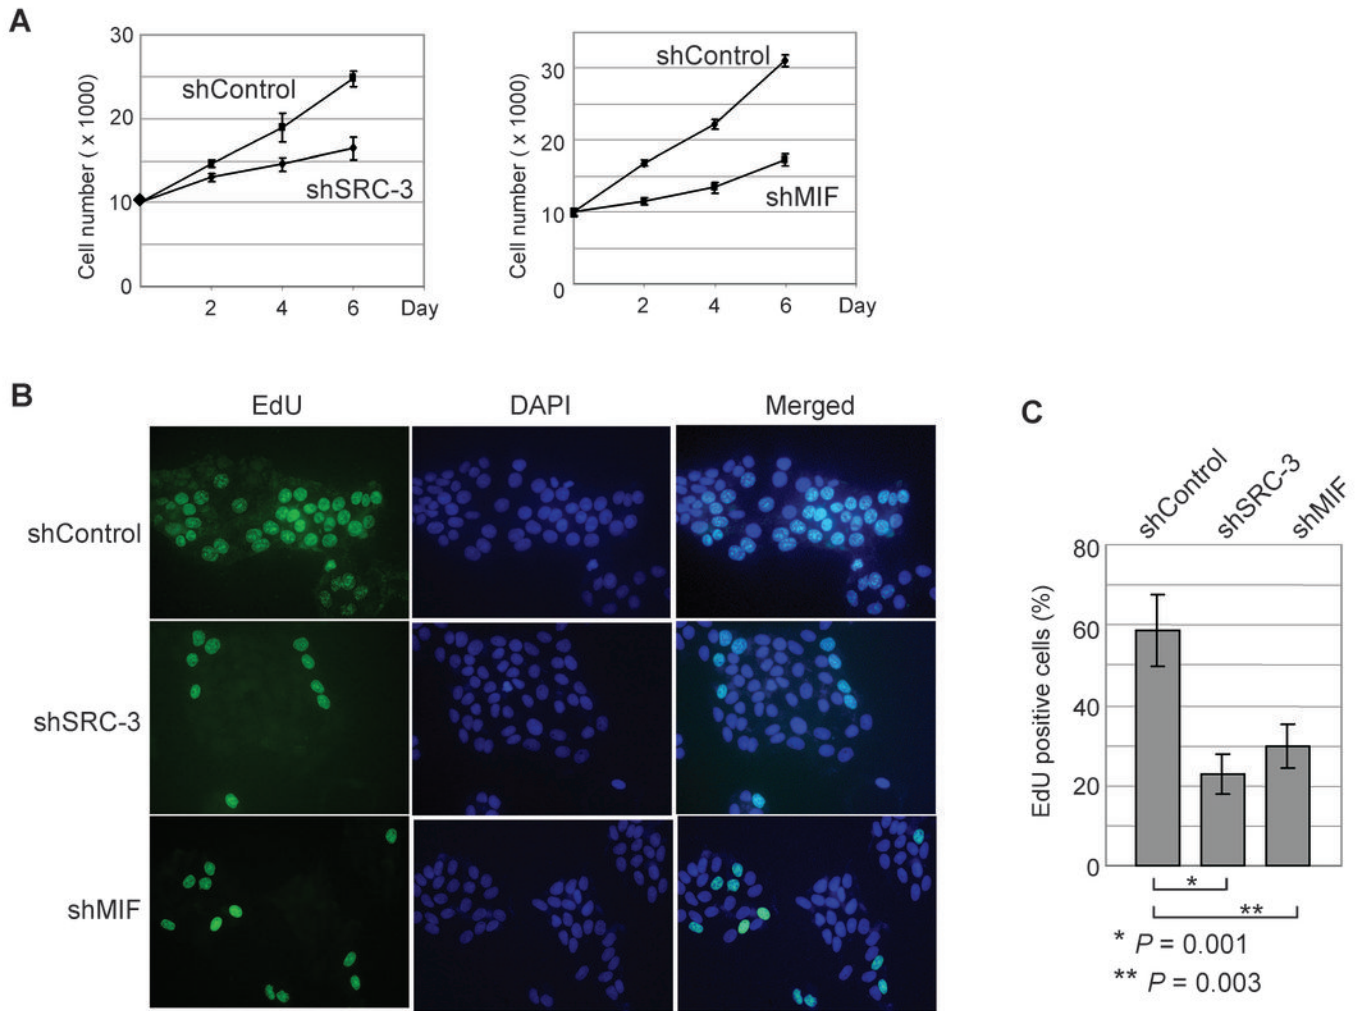 A
Cell number ( x 1000)
30
20
10
0
shControl
shSRC-3
2 4 6 Day
Cell number ( x 1000)
30
20
10
0
shControl
shMIF
2 4 6 Day
B
EdU DAPI Merged
shControl
shSRC-3
shMIF
C
shControl
shSRC-3
shMIF
EdU positive cells (%)
80
60
40
20
0
*
**
* P = 0.001
** P = 0.003